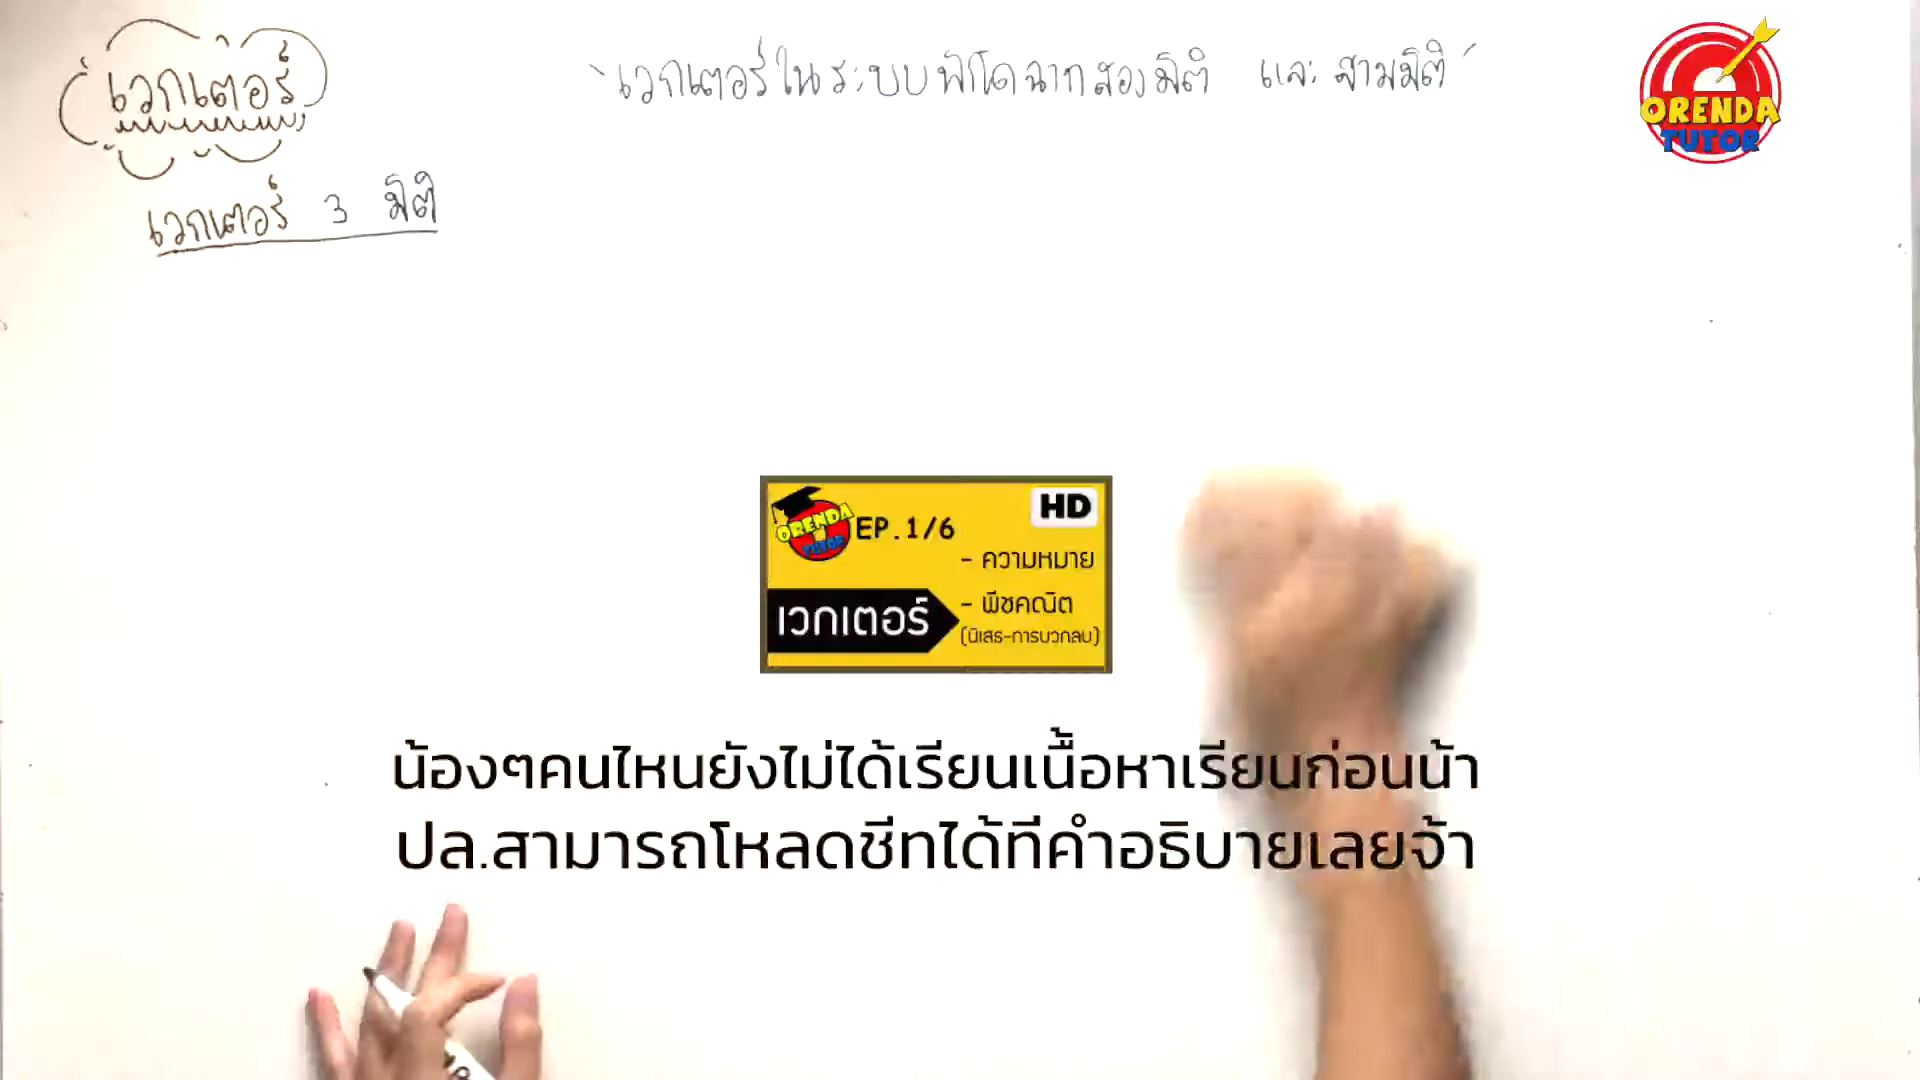 เวกเตอร์
"เวกเตอร์ในระบบพิกัดฉากสองมิติ และ สามมิติ"
ORENDA
TUTOR
เวกเตอร์ 3 มิติ
HD
ORENDA
TUTOR
EP.1/6
- ความหมาย
- พีชคณิต
(นิเสธ-การบวกลบ)
เวกเตอร์
น้องๆคนไหนยังไม่ได้เรียนเนื้อหาเรียนก่อนน้า
ปล.สามารถโหลดชีทได้ทีคำอธิบายเลยจ้า